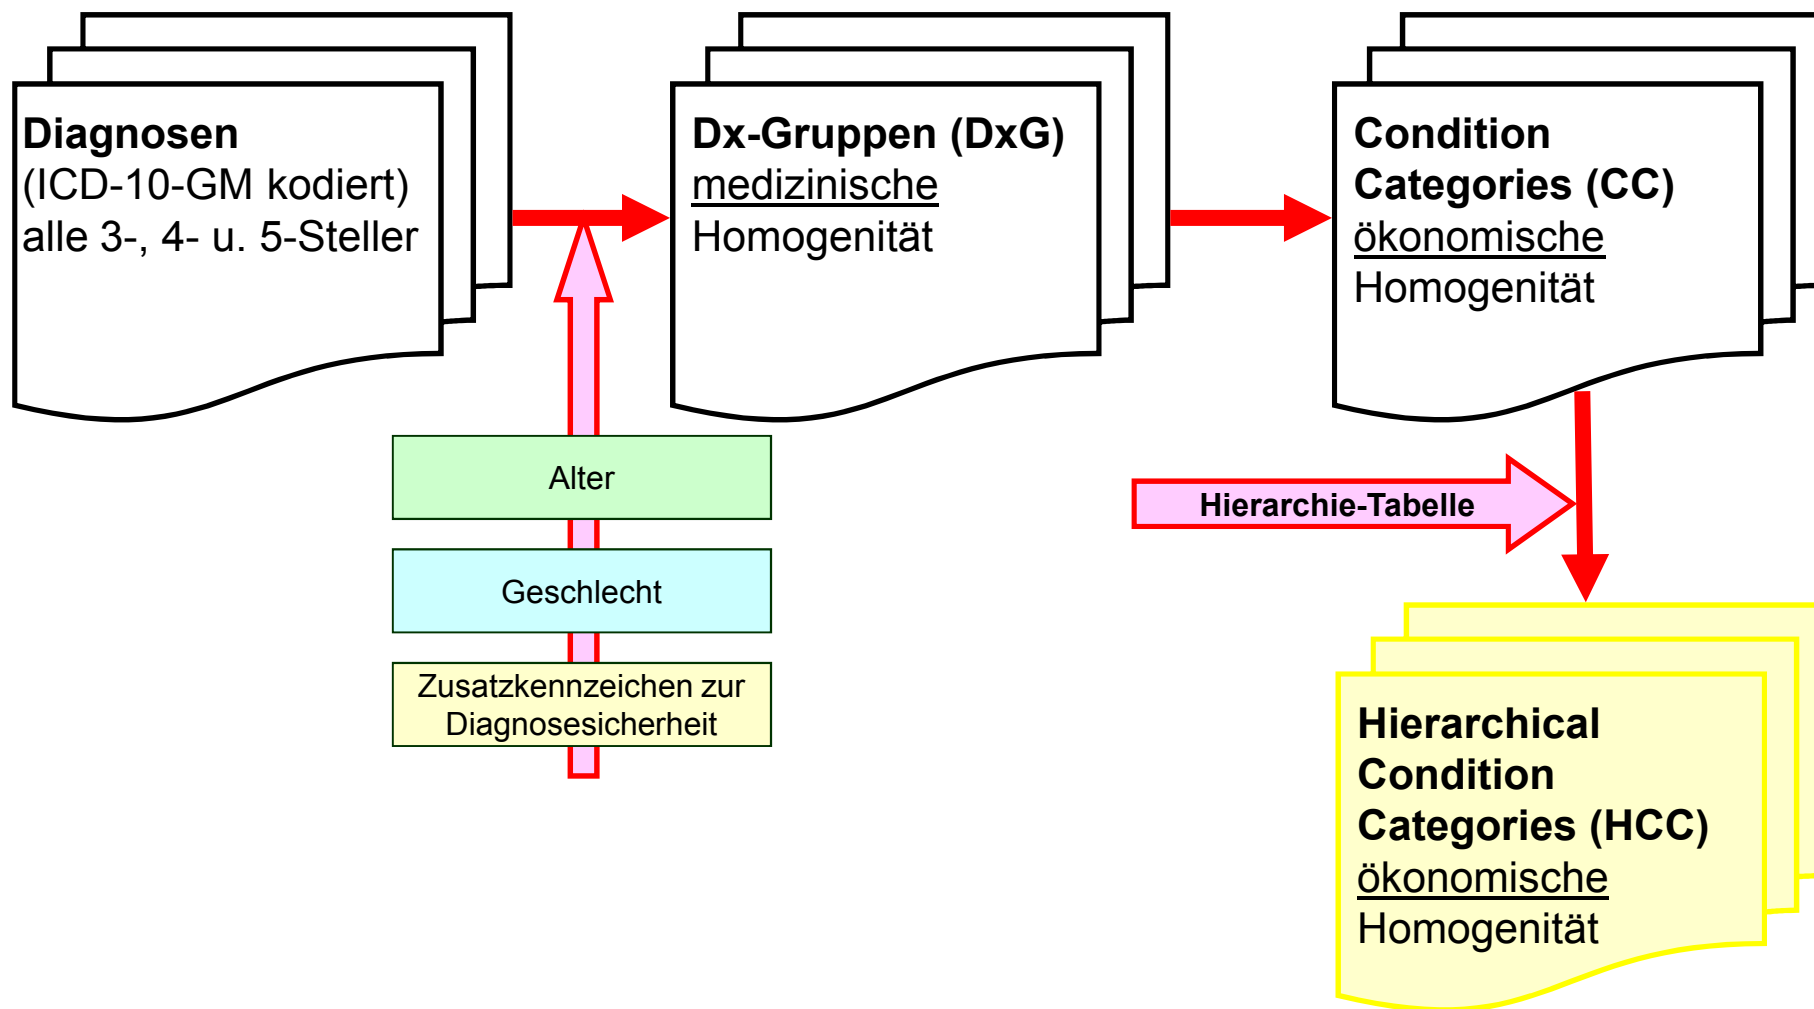 Diagnosen
(ICD-10-GM kodiert)
alle 3-, 4- u. 5-Steller
Dx-Gruppen (DxG)
medizinische
Homogenität
Condition
Categories (CC)
ökonomische
Homogenität
Alter
Geschlecht
Zusatzkennzeichen zur
Diagnosesicherheit
Hierarchie-Tabelle
Hierarchical
Condition
Categories (HCC)
ökonomische
Homogenität